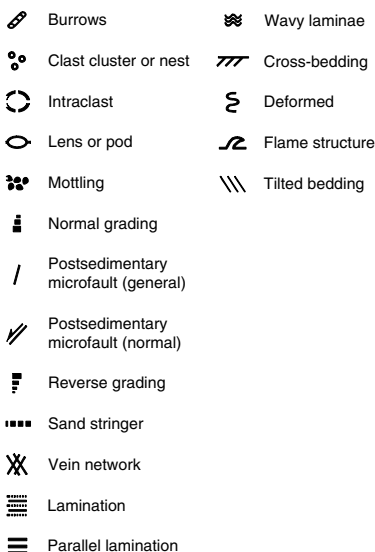 Burrows
Clast cluster or nest
Intraclast
Lens or pod
Mottling
Normal grading
Postsedimentary
microfault (general)
Postsedimentary
microfault (normal)
Reverse grading
Sand stringer
Vein network
Lamination
Parallel lamination
Wavy laminae
Cross-bedding
Deformed
Flame structure
Tilted bedding